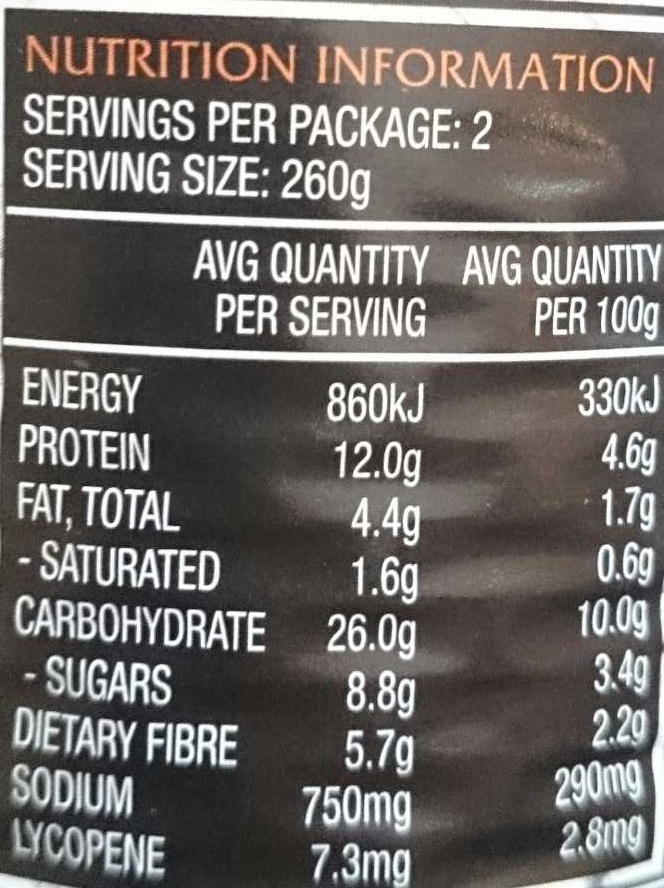 NUTRITION INFORMATION
SERVINGS PER PACKAGE: 2
SERVING SIZE: 260g
AVG QUANTITY AVG QUANTITY
PER SERVING PER 100g
ENERGY 860kJ 330kJ
PROTEIN 12.0g 4.6g
FAT, TOTAL 4.4g 1.7g
- SATURATED 1.6g 0.6g
CARBOHYDRATE 26.0g 10.0g
- SUGARS 8.8g 3.4g
DIETARY FIBRE 5.7g 2.2g
SODIUM 750mg 290mg
LYCOPENE 7.3mg 2.8mg